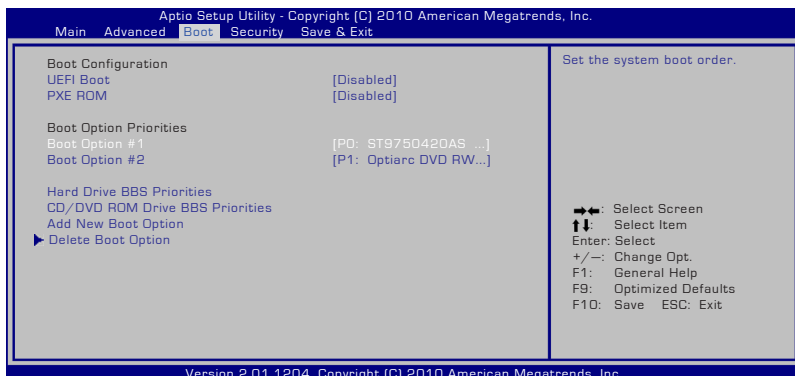 Aptio Setup Utility - Copyright (C) 2010 American Megatrends, Inc.
Main Advanced Boot Security Save & Exit
Boot Configuration
UEFI Boot [Disabled]
PXE ROM [Disabled]
Boot Option Priorities
Boot Option #1 [P0: ST9750420AS ...]
Boot Option #2 [P1: Optiarc DVD RW...]
Hard Drive BBS Priorities
CD/DVD ROM Drive BBS Priorities
Add New Boot Option
Delete Boot Option
Set the system boot order.
→←: Select Screen
↑↓: Select Item
Enter: Select
+/—: Change Opt.
F1: General Help
F9: Optimized Defaults
F10: Save ESC: Exit
Version 2.01.1204. Copyright (C) 2010 American Megatrends, Inc.